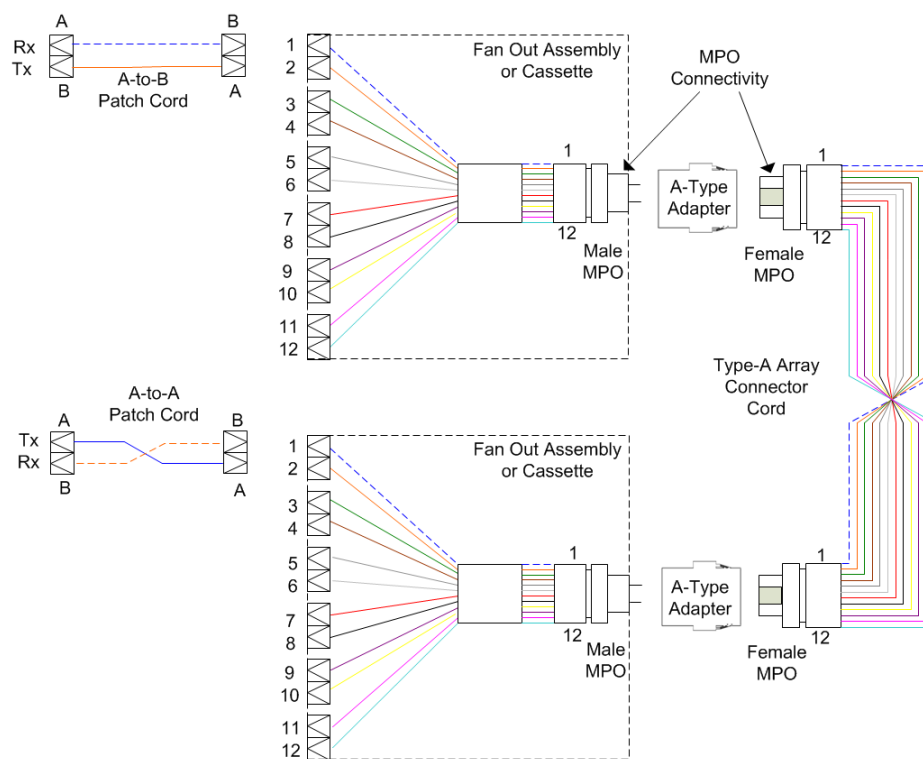 A
B
Rx
Tx
A-to-B
Patch Cord
B
A
1
2
3
4
5
6
7
8
9
10
11
12
Fan Out Assembly
or Cassette
1
12
Male
MPO
MPO
Connectivity
A-Type
Adapter
1
12
Female
MPO
Type-A Array
Connector
Cord
A-to-A
Patch Cord
A
B
Tx
Rx
B
A
1
2
3
4
5
6
7
8
9
10
11
12
Fan Out Assembly
or Cassette
1
12
Male
MPO
A-Type
Adapter
1
12
Female
MPO